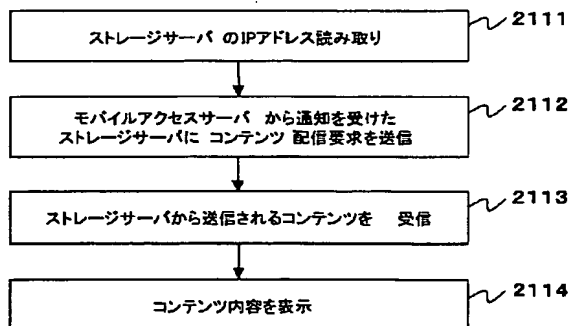 ストレージサーバ のIPアドレス読み取り
2111
モバイルアクセスサーバ から通知を受けた
ストレージサーバに コンテンツ 配信要求を送信
2112
ストレージサーバから送信されるコンテンツを 受信
2113
コンテンツ内容を表示
2114